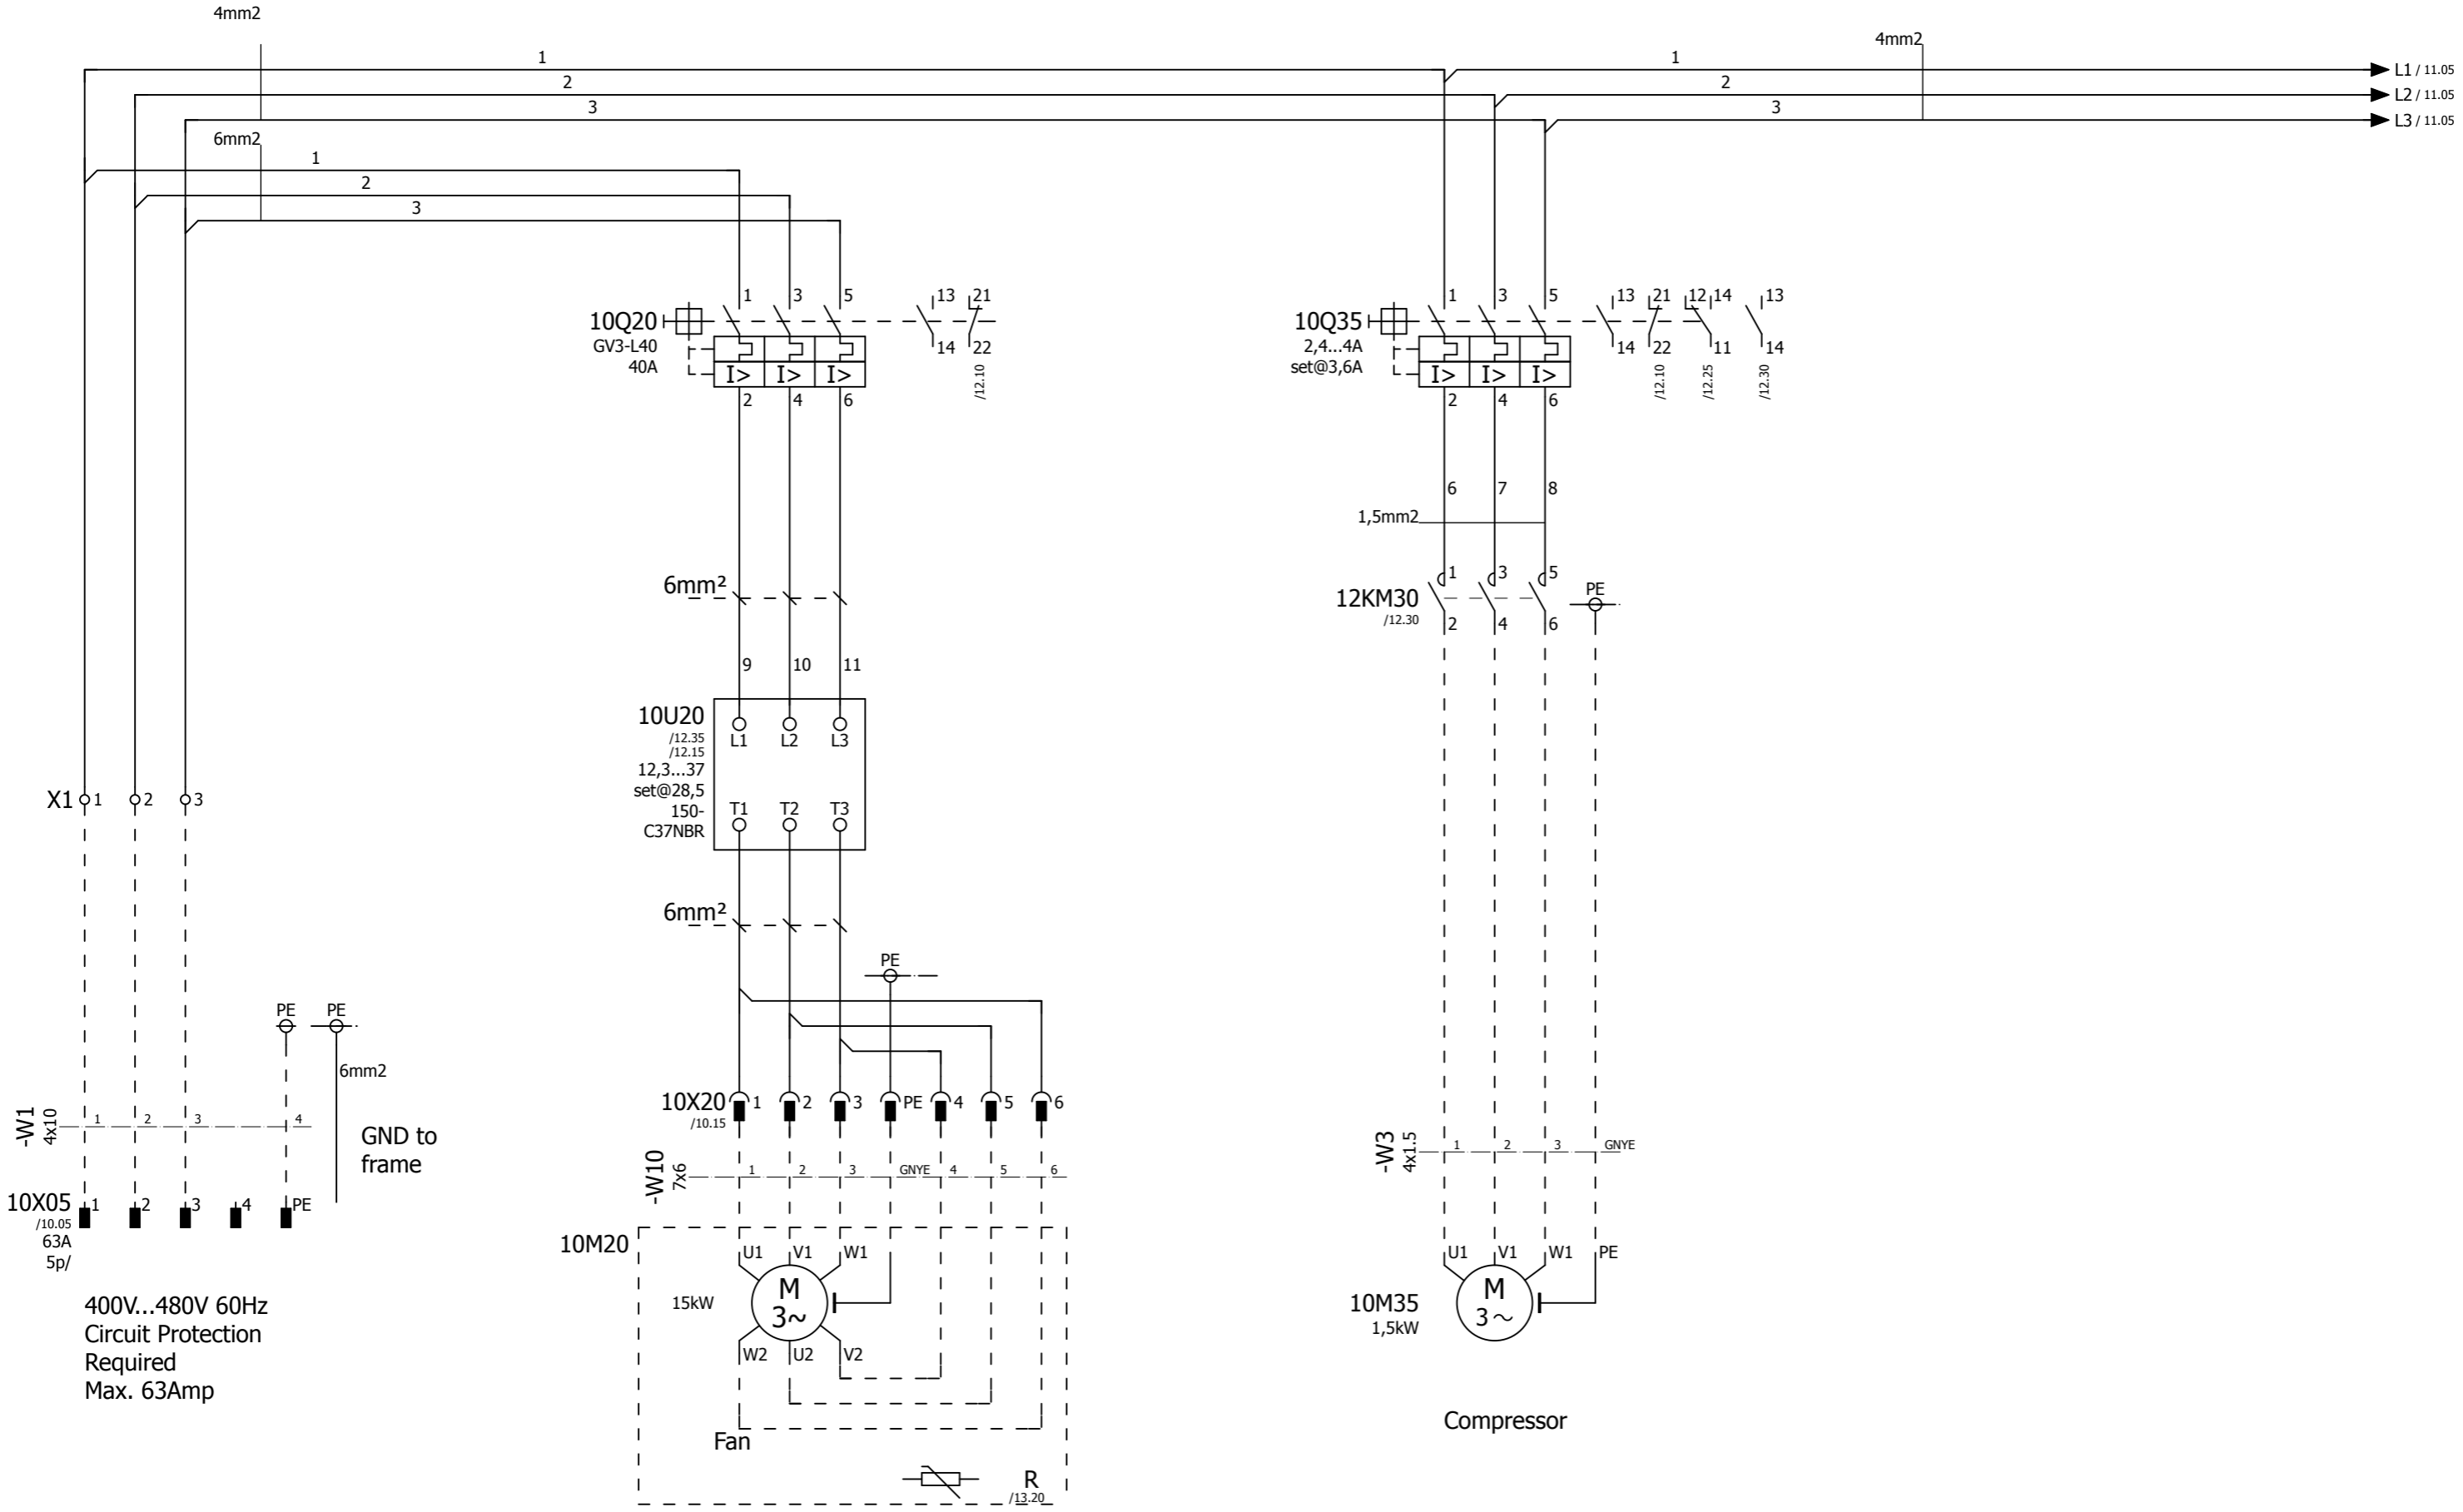 4mm2
4mm2
1
1
L1 / 11.05
2
2
L2 / 11.05
3
3
L3 / 11.05
6mm2
1
2
3
10Q20
GV3-L40
40A
1
3
5
13
21
14
22
/12.10
I>
I>
I>
2
4
6
10Q35
2,4...4A
set@3,6A
1
3
5
13
21
12
14
13
14
22
11
14
/12.10
/12.25
/12.30
I>
I>
I>
2
4
6
6
7
8
1,5mm2
6mm²
12KM30
/12.30
1
3
5
PE
2
4
6
9
10
11
10U20
/12.35
/12.15
12,3...37
set@28,5
150-
C37NBR
L1
L2
L3
T1
T2
T3
X1
1
2
3
6mm²
PE
PE
PE
6mm2
-W1
4x10
1
2
3
4
GND to
frame
10X05
/10.05
63A
5p/
1
2
3
4
PE
400V...480V 60Hz
Circuit Protection
Required
Max. 63Amp
10X20
/10.15
1
2
3
PE
4
5
6
-W10
7x6
1
2
3
GNYE
4
5
6
10M20
15kW
U1
V1
W1
M
3~
W2
U2
V2
Fan
R
/13.20
-W3
4x1.5
1
2
3
GNYE
10M35
1,5kW
U1
V1
W1
PE
M
3~
Compressor